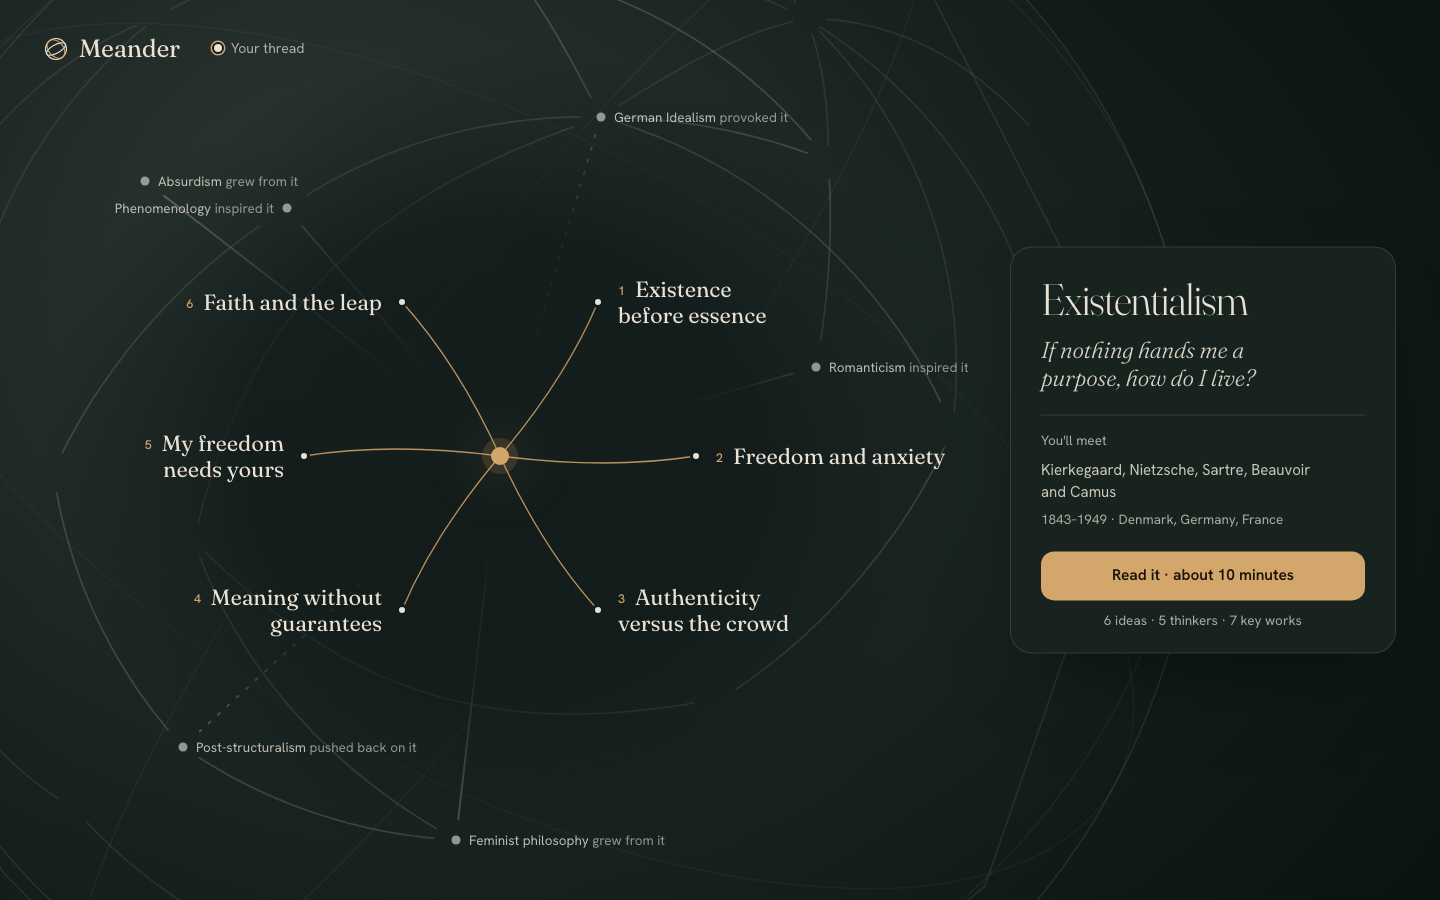 Meander
Your thread
German Idealism provoked it
Absurdism grew from it
Phenomenology inspired it
6 Faith and the leap
1 Existence
before essence
Romanticism inspired it
5 My freedom
needs yours
2 Freedom and anxiety
4 Meaning without
guarantees
3 Authenticity
versus the crowd
Post-structuralism pushed back on it
Feminist philosophy grew from it
Existentialism
If nothing hands me a
purpose, how do I live?
You'll meet
Kierkegaard, Nietzsche, Sartre, Beauvoir
and Camus
1843–1949 · Denmark, Germany, France
Read it · about 10 minutes
6 ideas · 5 thinkers · 7 key works